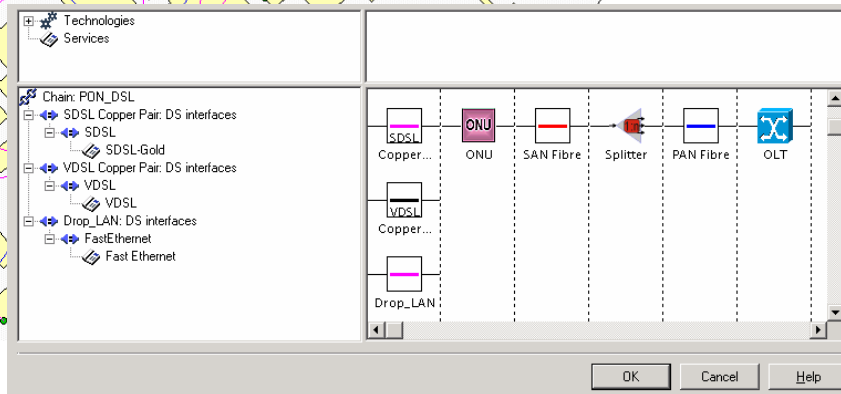 Technologies
Services
Chain: PON_DSL
SDSL Copper Pair: DS interfaces
SDSL
SDSL-Gold
VDSL Copper Pair: DS interfaces
VDSL
VDSL
Drop_LAN: DS interfaces
FastEthernet
Fast Ethernet
SDSL
ONU
Copper...
ONU
SAN Fibre
Splitter
PAN Fibre
OLT
VDSL
Copper...
Drop_LAN
OK
Cancel
Help